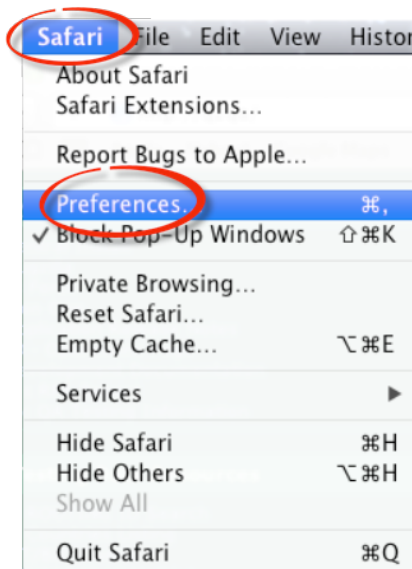 Safari File Edit View Histor
About Safari
Safari Extensions...
Report Bugs to Apple...
Preferences. ⌘,
✓ Block Pop-Up Windows ⇧⌘K
Private Browsing...
Reset Safari...
Empty Cache... ⌥⌘E
Services ▶
Hide Safari ⌘H
Hide Others ⌥⌘H
Show All
Quit Safari ⌘Q